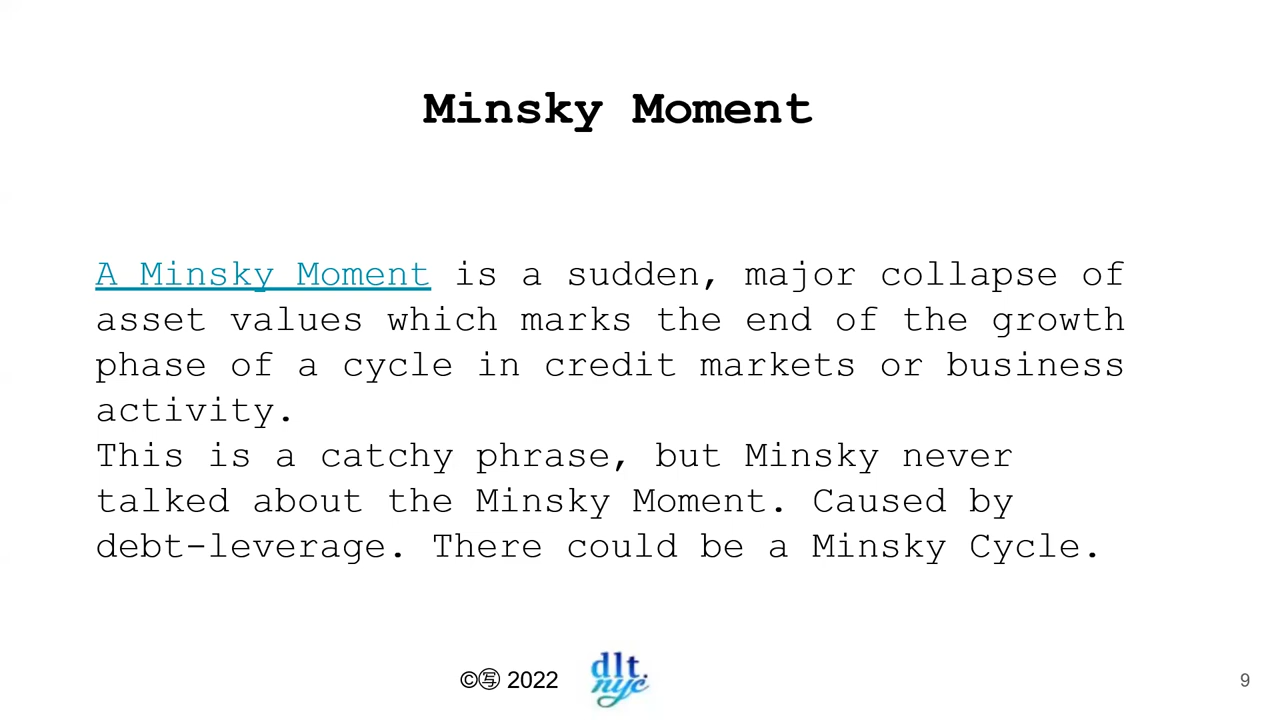 Minsky Moment
A Minsky Moment is a sudden, major collapse of
asset values which marks the end of the growth
phase of a cycle in credit markets or business
activity.
This is a catchy phrase, but Minsky never
talked about the Minsky Moment. Caused by
debt-leverage. There could be a Minsky Cycle.
©㊢ 2022
dlt.
nyc
9